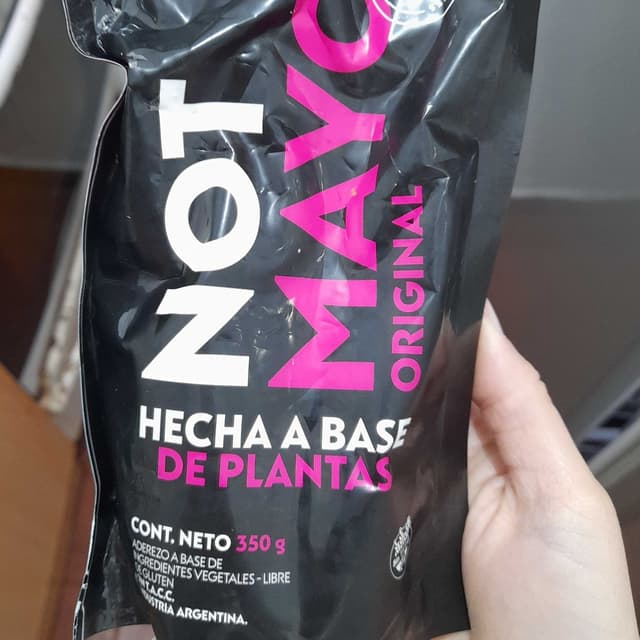 NOT
MAYO
ORIGINAL
HECHA A BASE
DE PLANTAS
CONT. NETO 350 g
ADEREZO A BASE DE
INGREDIENTES VEGETALES - LIBRE
DE GLUTEN
T.A.C.C.
INDUSTRIA ARGENTINA.